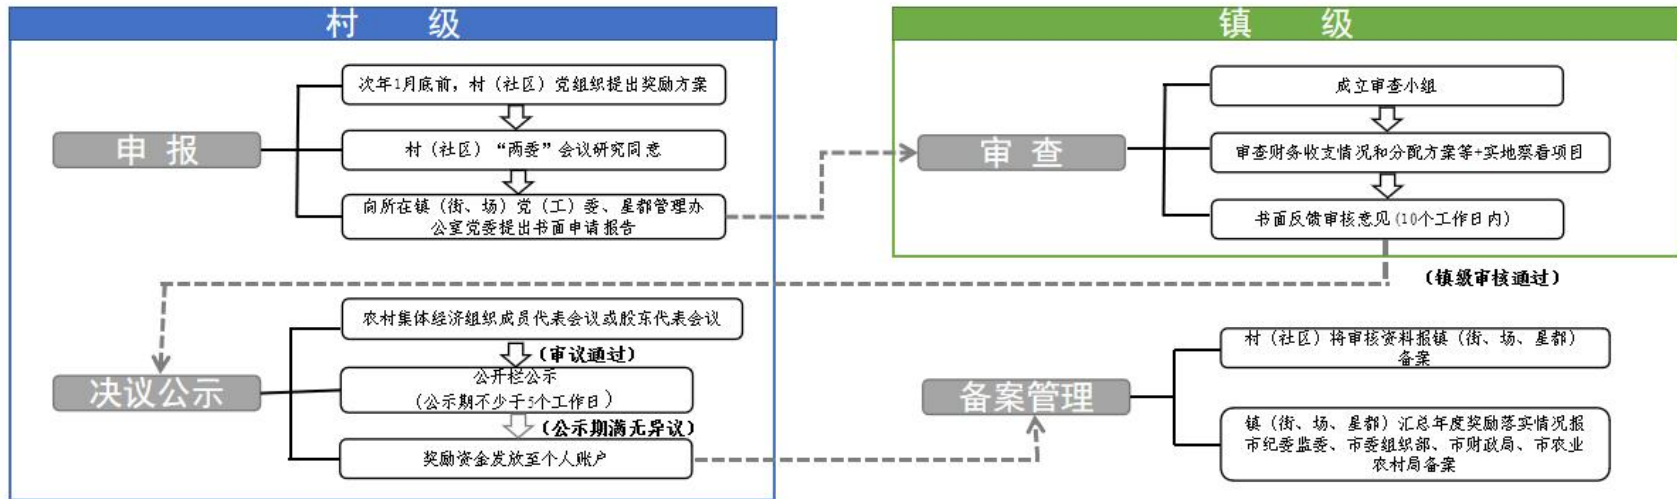 村 级
申 报
次年1月底前，村（社区）党组织提出奖励方案
村（社区）“两委”会议研究同意
向所在镇（街、场）党（工）委、星都管理办
公室党委提出书面申请报告
镇 级
审 查
成立审查小组
审查财务收支情况和分配方案等+实地察看项目
书面反馈审核意见(10个工作日内)
（镇级审核通过）
决议公示
农村集体经济组织成员代表会议或股东代表会议
（审议通过）
公开栏公示
（公示期不少于5个工作日）
（公示期满无异议）
奖励资金发放至个人账户
备案管理
村（社区）将审核资料报镇（街、场、星都）
备案
镇（街、场、星都）汇总年度奖励落实情况报
市纪委监委、市委组织部、市财政局、市农业
农村局备案